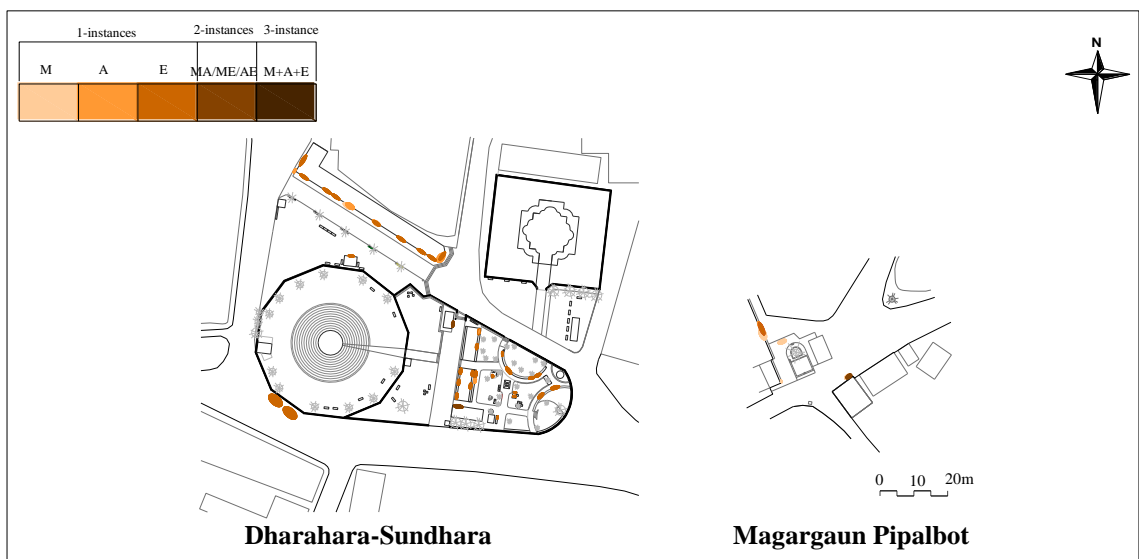 1-instances 2-instances 3-instance
M A E MA/ME/AE M+A+E
N
0 10 20m
Dharahara-Sundhara Magargaun Pipalbot